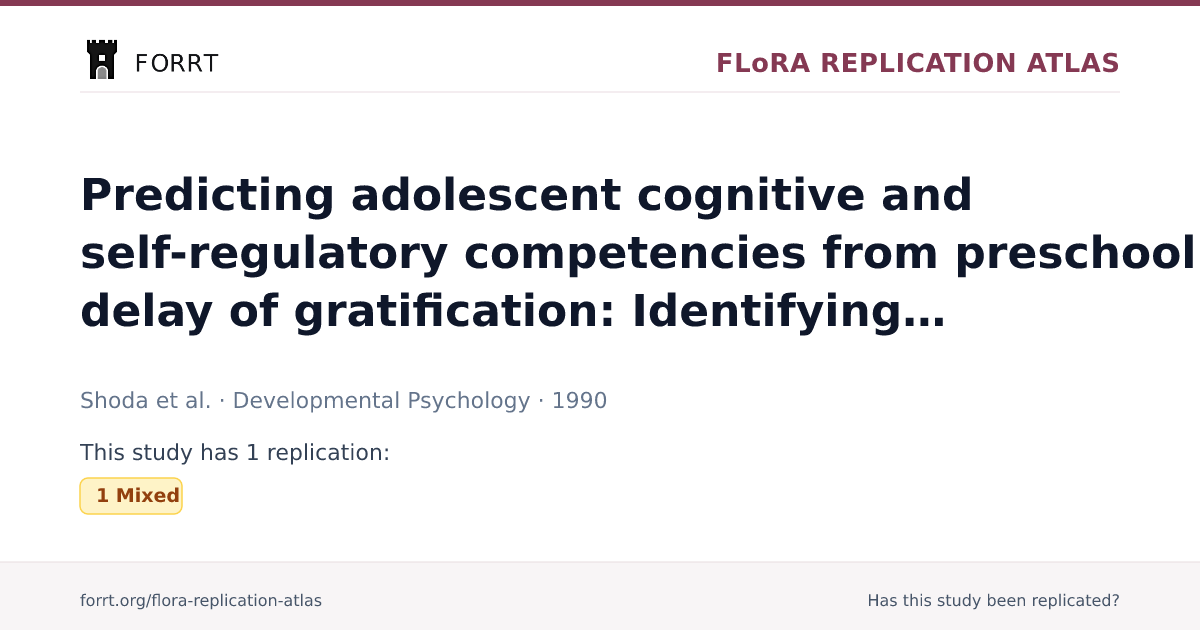 FORRT
FLoRA REPLICATION ATLAS
Predicting adolescent cognitive and
self-regulatory competencies from preschool
delay of gratification: Identifying…
Shoda et al. · Developmental Psychology · 1990
This study has 1 replication:
1 Mixed
forrt.org/flora-replication-atlas
Has this study been replicated?